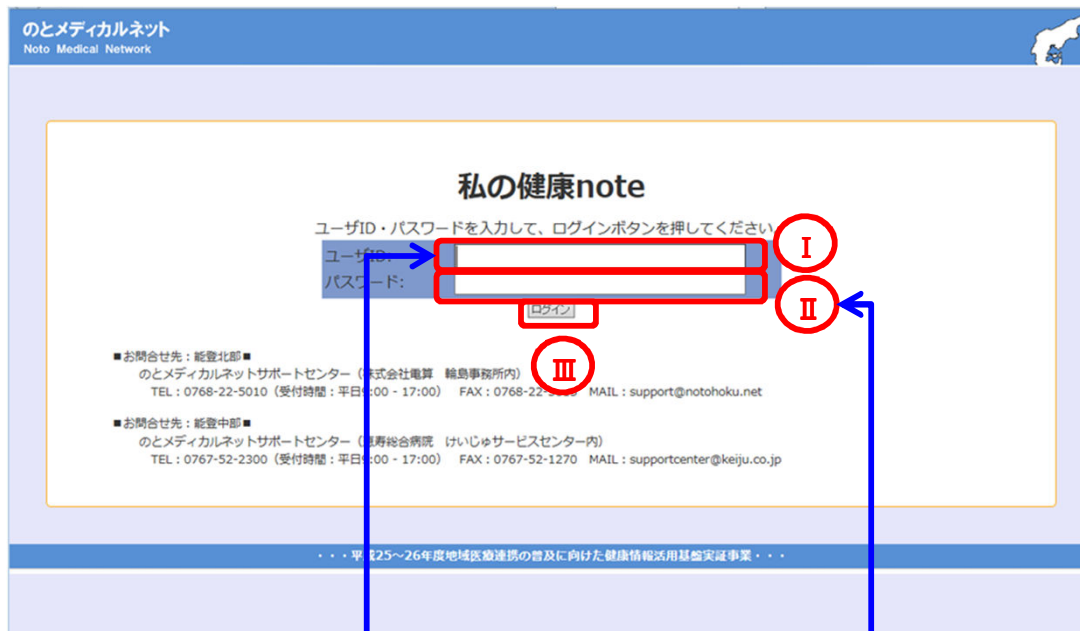 のとメディカルネット
Noto Medical Network
私の健康note
ユーザID・パスワードを入力して、ログインボタンを押してください
ユーザID:
Ⅰ
パスワード:
Ⅱ
ログイン
Ⅲ
■お問合せ先：能登北部■
のとメディカルネットサポートセンター（株式会社電算 輪島事務所内）
TEL：0768-22-5010（受付時間：平日9:00 - 17:00） FAX：0768-22- MAIL：support@notohoku.net
■お問合せ先：能登中部■
のとメディカルネットサポートセンター（恵寿総合病院 けいじゅサービスセンター内）
TEL：0767-52-2300（受付時間：平日9:00 - 17:00） FAX：0767-52-1270 MAIL：supportcenter@keiju.co.jp
・・・平成25～26年度地域医療連携の普及に向けた健康情報活用基盤実証事業・・・